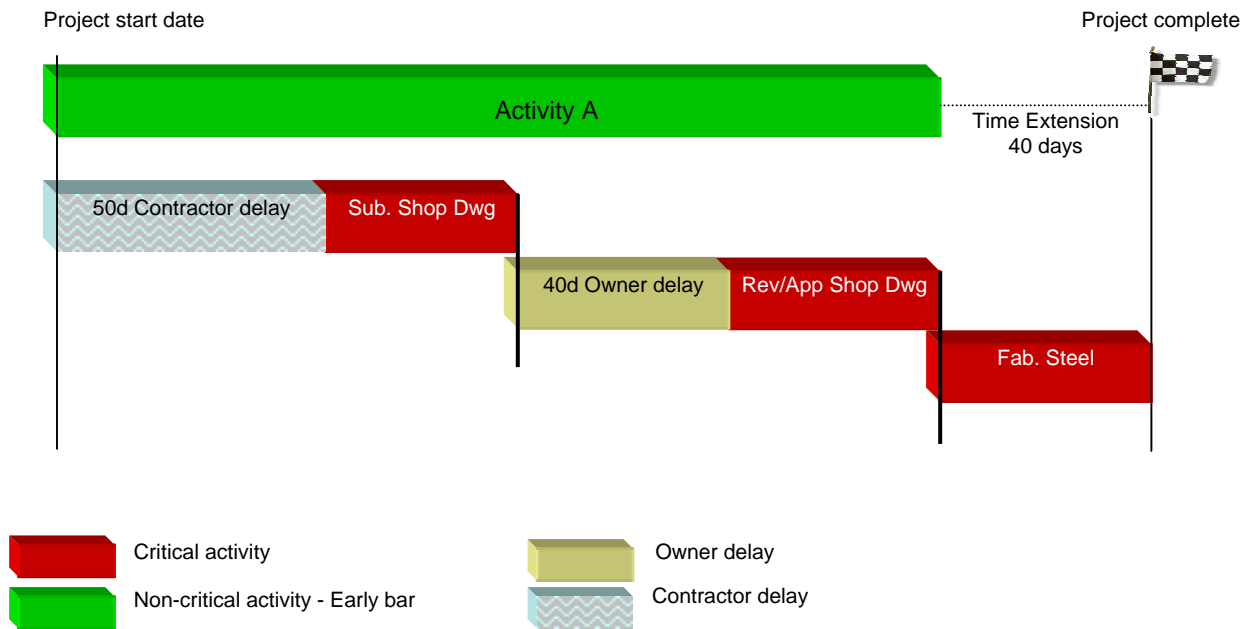 Project start date
Project complete
Activity A
Time Extension
40 days
50d Contractor delay
Sub. Shop Dwg
40d Owner delay
Rev/App Shop Dwg
Fab. Steel
Critical activity
Owner delay
Non-critical activity - Early bar
Contractor delay